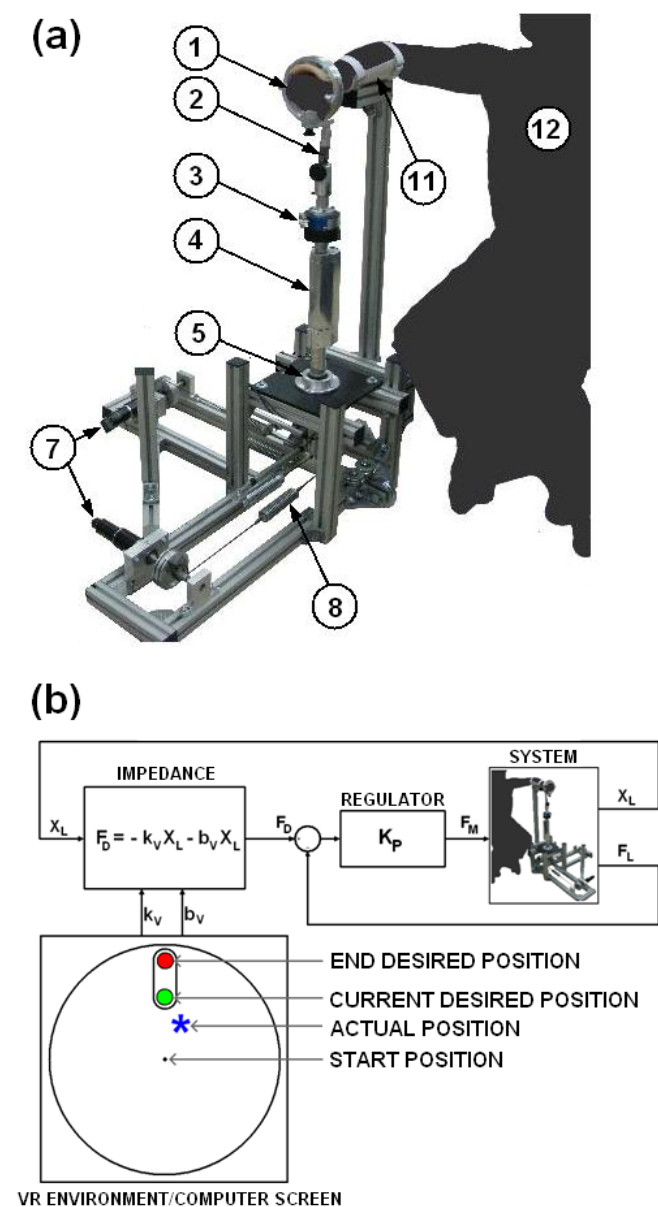 (a)
1
2
3
4
5
7
8
11
12
(b)
IMPEDANCE
X_L
F_D = - k_V X_L - b_V X_L
F_D
REGULATOR
K_P
F_M
SYSTEM
X_L
F_L
k_V
b_V
END DESIRED POSITION
CURRENT DESIRED POSITION
*
ACTUAL POSITION
START POSITION
VR ENVIRONMENT/COMPUTER SCREEN